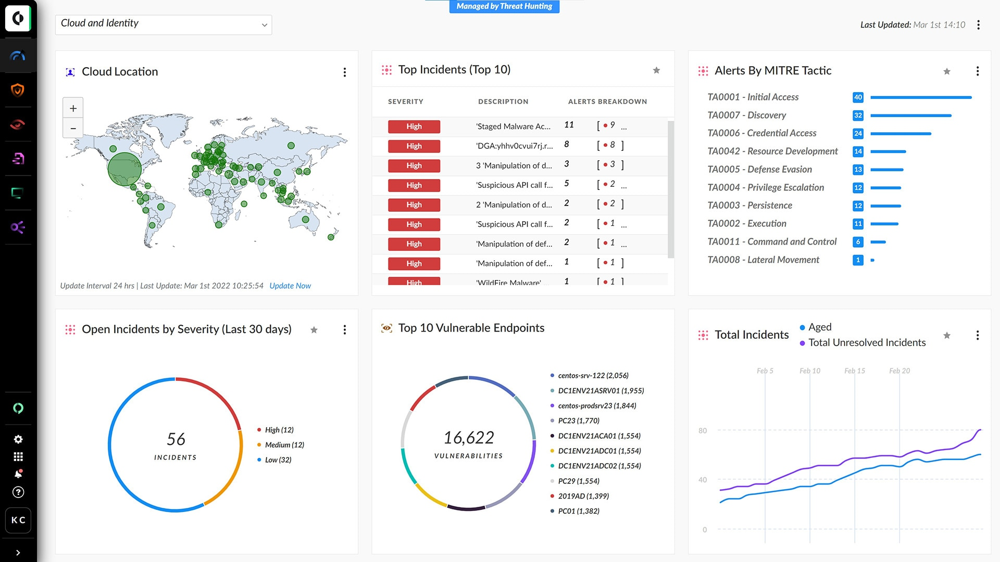 Managed by Threat Hunting
Cloud and Identity
Last Updated: Mar 1st 14:10
Cloud Location
+
−
Update Interval 24 hrs | Last Update: Mar 1st 2022 10:25:54 Update Now
Top Incidents (Top 10)
SEVERITY DESCRIPTION ALERTS BREAKDOWN
High 'Staged Malware Ac... 11 [ • 9 ...
High 'DGA:yhhv0cvui7rj.r... 8 [ • 8 ]
High 3 'Manipulation of d... 3 [ • 3 ]
High 'Suspicious API call f... 5 [ • 2 ...
High 2 'Manipulation of d... 2 [ • 2 ]
High 'Suspicious API call f... 2 [ • 1 ...
High 'Manipulation of def... 2 [ • 1 ...
High 'Manipulation of def... 1 [ • 1 ]
High 'WildFire Malware' ... 1 [ • 1 ]
Alerts By MITRE Tactic
TA0001 - Initial Access 40
TA0007 - Discovery 32
TA0006 - Credential Access 24
TA0042 - Resource Development 14
TA0005 - Defense Evasion 13
TA0004 - Privilege Escalation 12
TA0003 - Persistence 12
TA0002 - Execution 11
TA0011 - Command and Control 6
TA0008 - Lateral Movement 1
Open Incidents by Severity (Last 30 days)
56
INCIDENTS
High (12)
Medium (12)
Low (32)
Top 10 Vulnerable Endpoints
16,622
VULNERABILITIES
centos-srv-122 (2,056)
DC1ENV21ASRV01 (1,955)
centos-prodsrv23 (1,844)
PC23 (1,770)
DC1ENV21ACA01 (1,554)
DC1ENV21ADC01 (1,554)
DC1ENV21ADC02 (1,554)
PC29 (1,554)
2019AD (1,399)
PC01 (1,382)
Total Incidents
Aged
Total Unresolved Incidents
Feb 5 Feb 10 Feb 15 Feb 20
80
40
0
?
K C